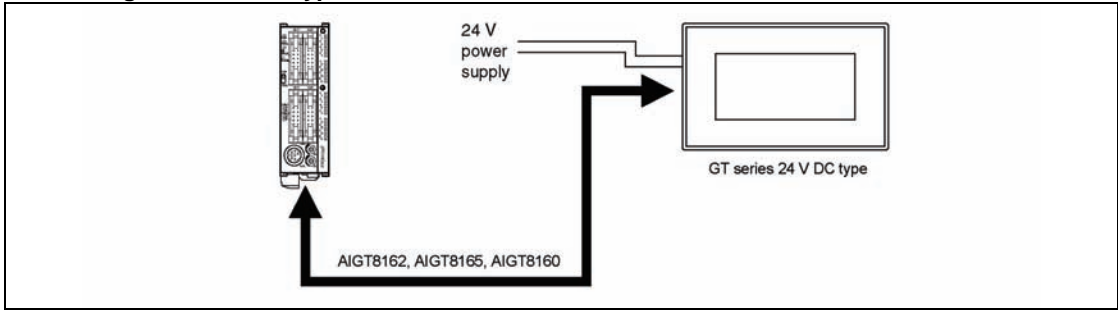 24 V
power
supply
GT series 24 V DC type
AIGT8162, AIGT8165, AIGT8160